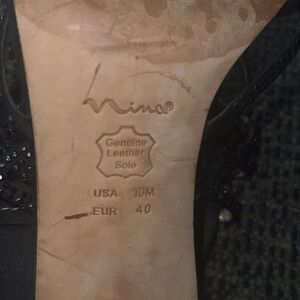 Nina®
Genuine
Leather
Sole
USA 10M
EUR 40